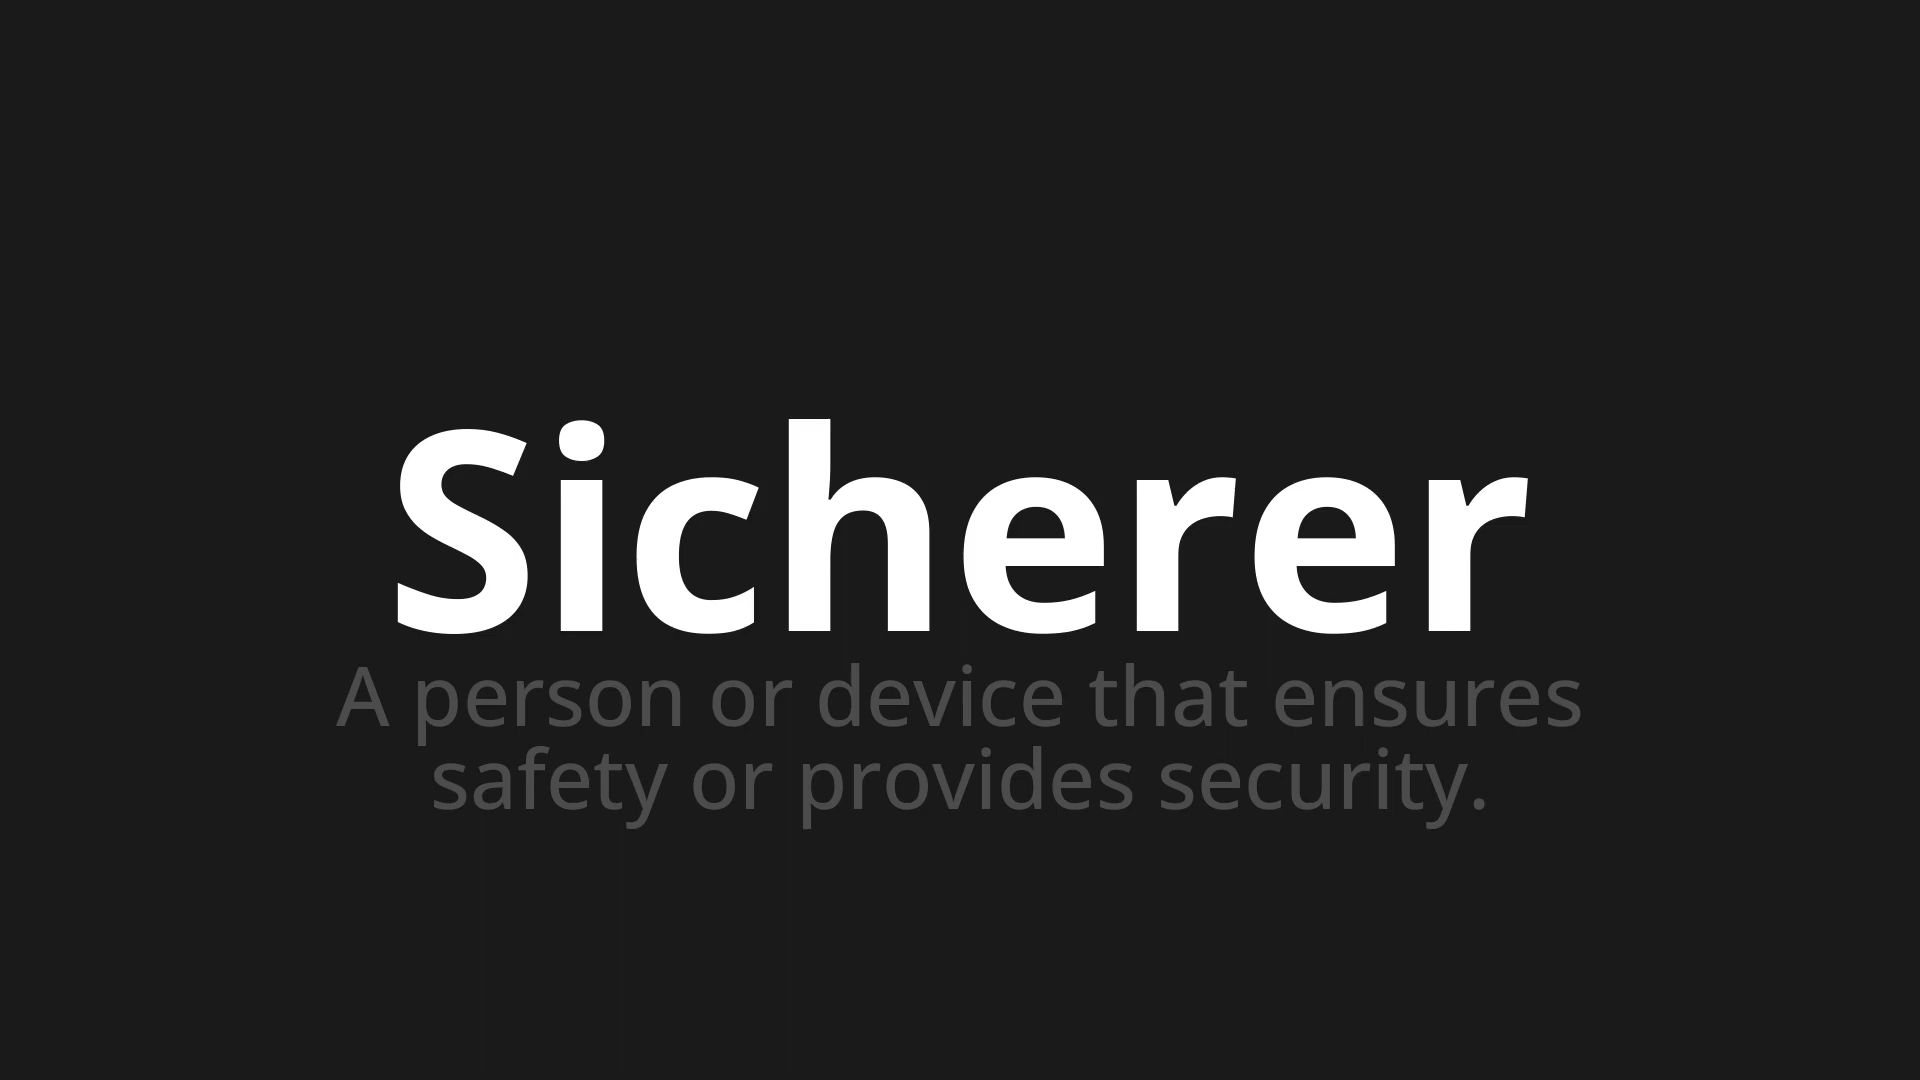 Sicherer
A person or device that ensures
safety or provides security.